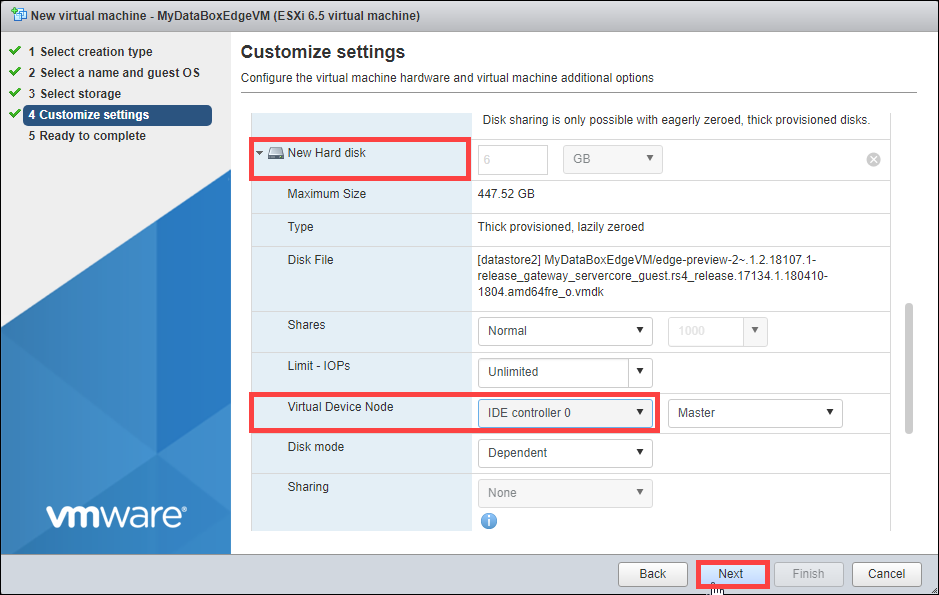 New virtual machine - MyDataBoxEdgeVM (ESXi 6.5 virtual machine)
1 Select creation type
2 Select a name and guest OS
3 Select storage
4 Customize settings
5 Ready to complete
vmware®
Customize settings
Configure the virtual machine hardware and virtual machine additional options
Disk sharing is only possible with eagerly zeroed, thick provisioned disks.
New Hard disk 6 GB
Maximum Size 447.52 GB
Type Thick provisioned, lazily zeroed
Disk File [datastore2] MyDataBoxEdgeVM/edge-preview-2~.1.2.18107.1-
release_gateway_servercore_guest.rs4_release.17134.1.180410-
1804.amd64fre_o.vmdk
Shares Normal 1000
Limit - IOPs Unlimited
Virtual Device Node IDE controller 0 Master
Disk mode Dependent
Sharing None
Back Next Finish Cancel